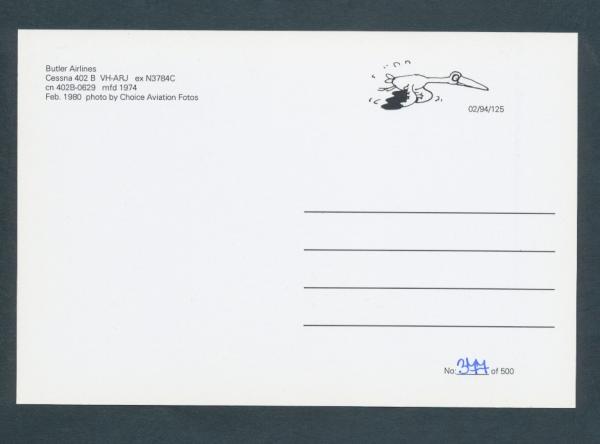 Butler Airlines
Cessna 402 B VH-ARJ ex N3784C
cn 402B-0629 mfd 1974
Feb. 1980 photo by Choice Aviation Fotos
02/94/125
No: 377 of 500